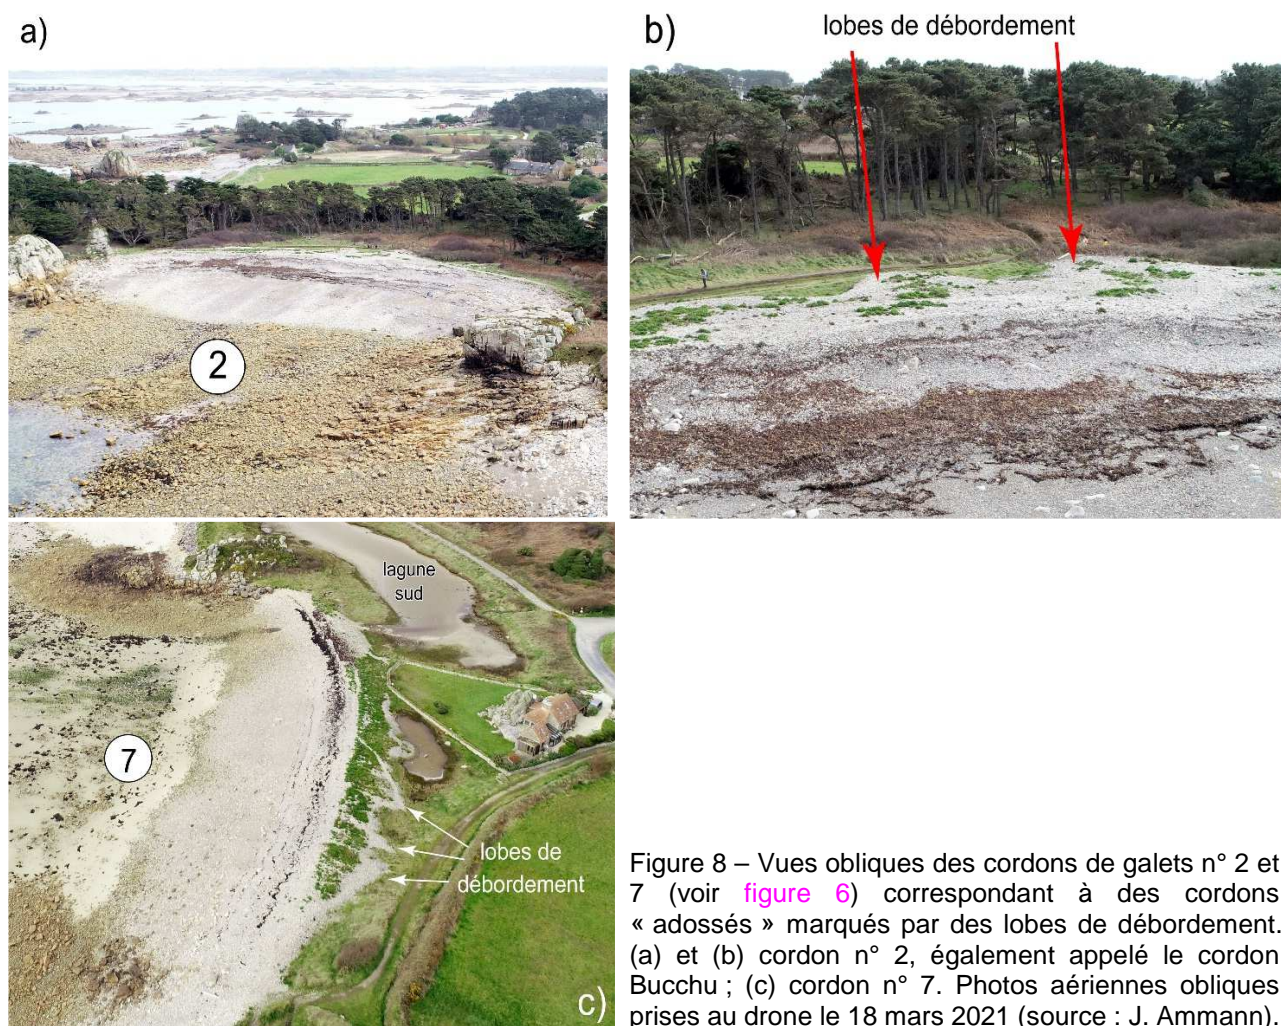 a)
b)
lobes de débordement
2
lagune
sud
7
lobes de
débordement
c)
Figure 8 – Vues obliques des cordons de galets n° 2 et
7 (voir figure 6) correspondant à des cordons
« adossés » marqués par des lobes de débordement.
(a) et (b) cordon n° 2, également appelé le cordon
Bucchu ; (c) cordon n° 7. Photos aériennes obliques
prises au drone le 18 mars 2021 (source : J. Ammann).